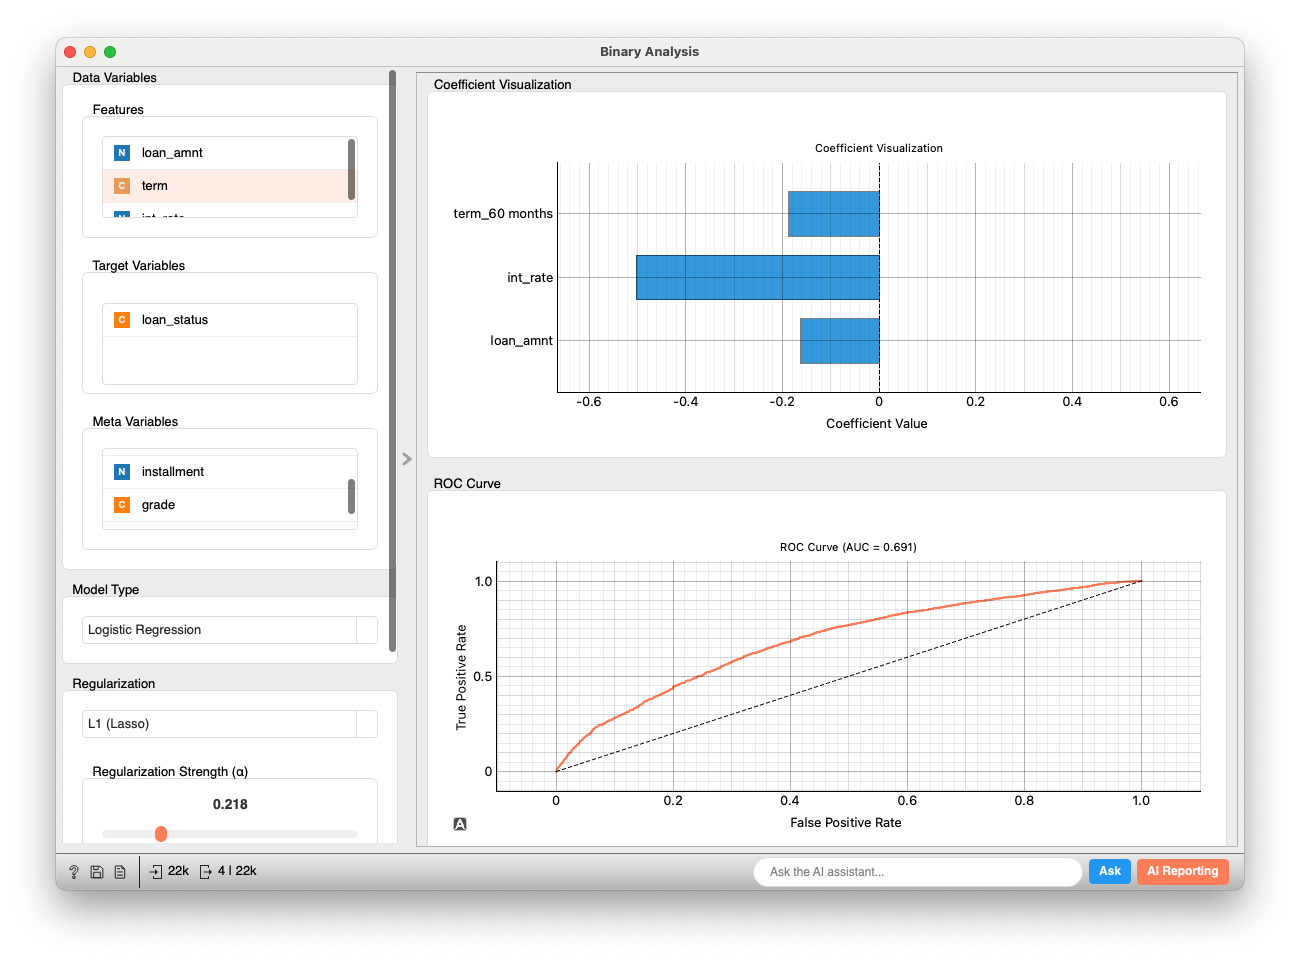 Binary Analysis
Data Variables
Features
N loan_amnt
C term
N int_rate
Target Variables
C loan_status
Meta Variables
N installment
C grade
Model Type
Logistic Regression
Regularization
L1 (Lasso)
Regularization Strength (α)
0.218
Coefficient Visualization
Coefficient Visualization
term_60 months
int_rate
loan_amnt
-0.6 -0.4 -0.2 0 0.2 0.4 0.6
Coefficient Value
ROC Curve
ROC Curve (AUC = 0.691)
True Positive Rate
1.0
0.5
0
0 0.2 0.4 0.6 0.8 1.0
False Positive Rate
A
? 22k 4 | 22k
Ask the AI assistant...
Ask
AI Reporting